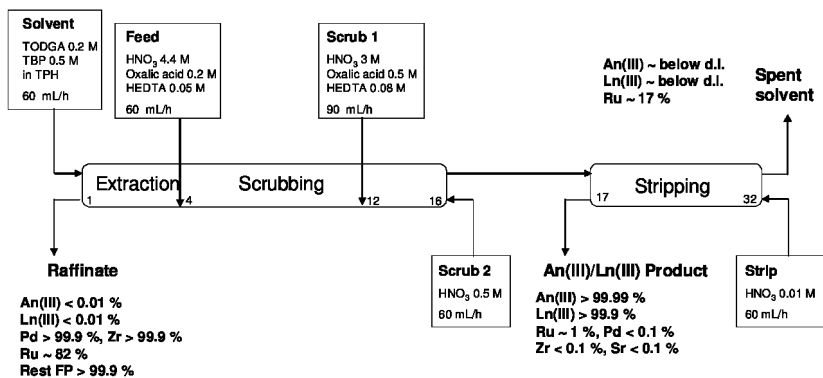 Solvent
TODGA 0.2 M
TBP 0.5 M
in TPH
60 mL/h
Feed
HNO3 4.4 M
Oxalic acid 0.2 M
HEDTA 0.05 M
60 mL/h
Scrub 1
HNO3 3 M
Oxalic acid 0.5 M
HEDTA 0.06 M
90 mL/h
An(III) ~ below d.l.
Ln(III) ~ below d.l.
Ru ~ 17 %
Spent
solvent
Extraction
Scrubbing
1
4
12
16
Stripping
17
32
Raffinate
An(III) < 0.01 %
Ln(III) < 0.01 %
Pd > 99.9 %, Zr > 99.9 %
Ru ~ 82 %
Rest FP > 99.9 %
Scrub 2
HNO3 0.5 M
60 mL/h
An(III)/Ln(III) Product
An(III) > 99.99 %
Ln(III) > 99.9 %
Ru ~ 1 %, Pd < 0.1 %
Zr < 0.1 %, Sr < 0.1 %
Strip
HNO3 0.01 M
60 mL/h